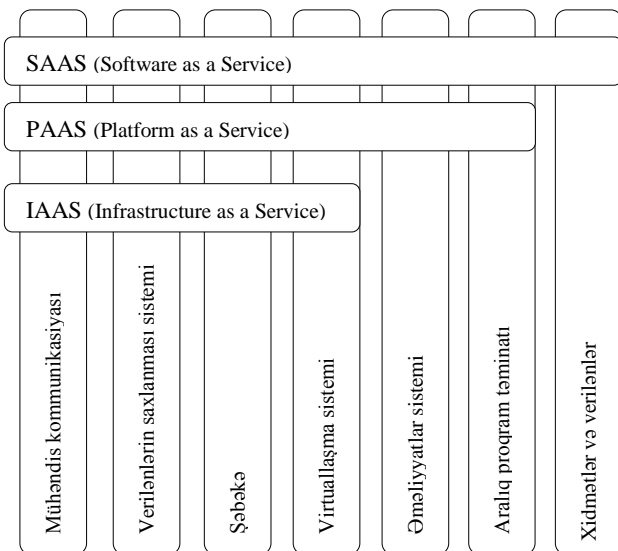 SAAS (Software as a Service)
PAAS (Platform as a Service)
IAAS (Infrastructure as a Service)
Mühəndis kommunikasiyası
Verilənlərin saxlanması sistemi
Şəbəkə
Virtuallaşma sistemi
Əməliyyatlar sistemi
Aralıq proqram təminatı
Xidmətlər və verilənlər